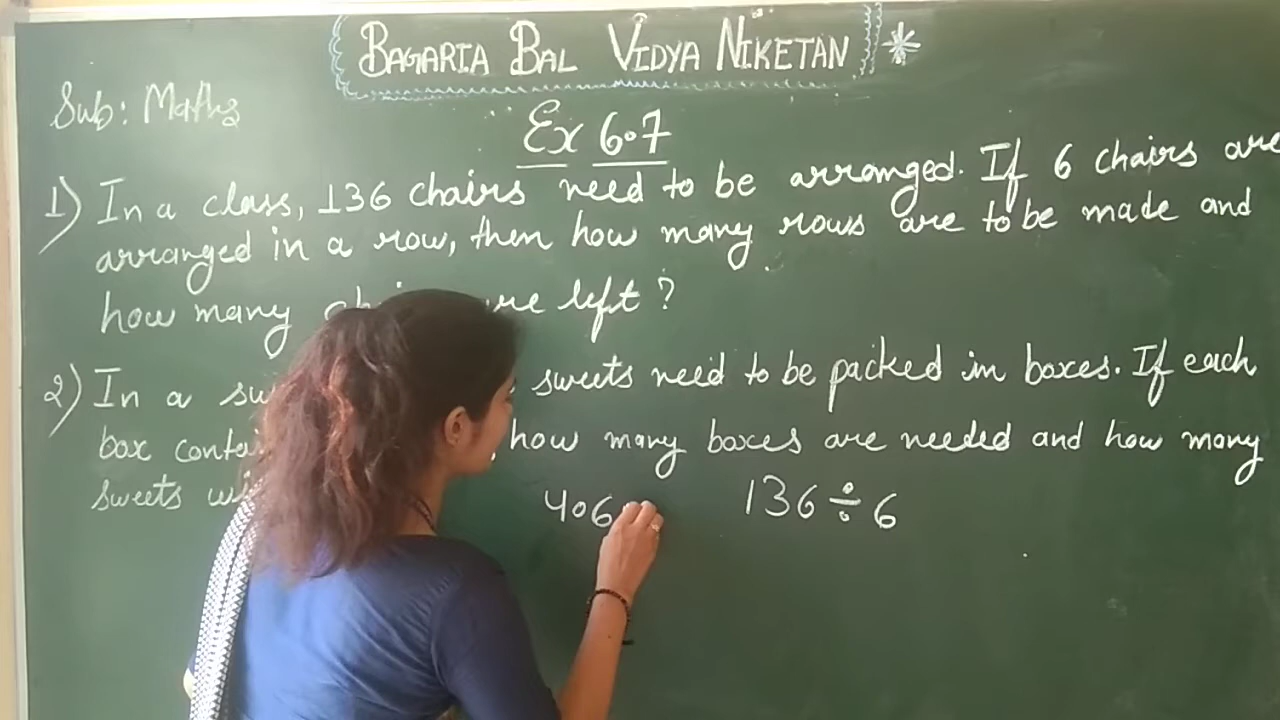 BAGARIA BAL VIDYA NIKETAN
Sub: Maths
Ex 6.7
1) In a class, 136 chairs need to be arranged. If 6 chairs are
arranged in a row, then how many rows are to be made and
how many left?
2) In a sweets need to be packed in boxes. If each
box how many boxes are needed and how many
sweets
406 136 ÷ 6